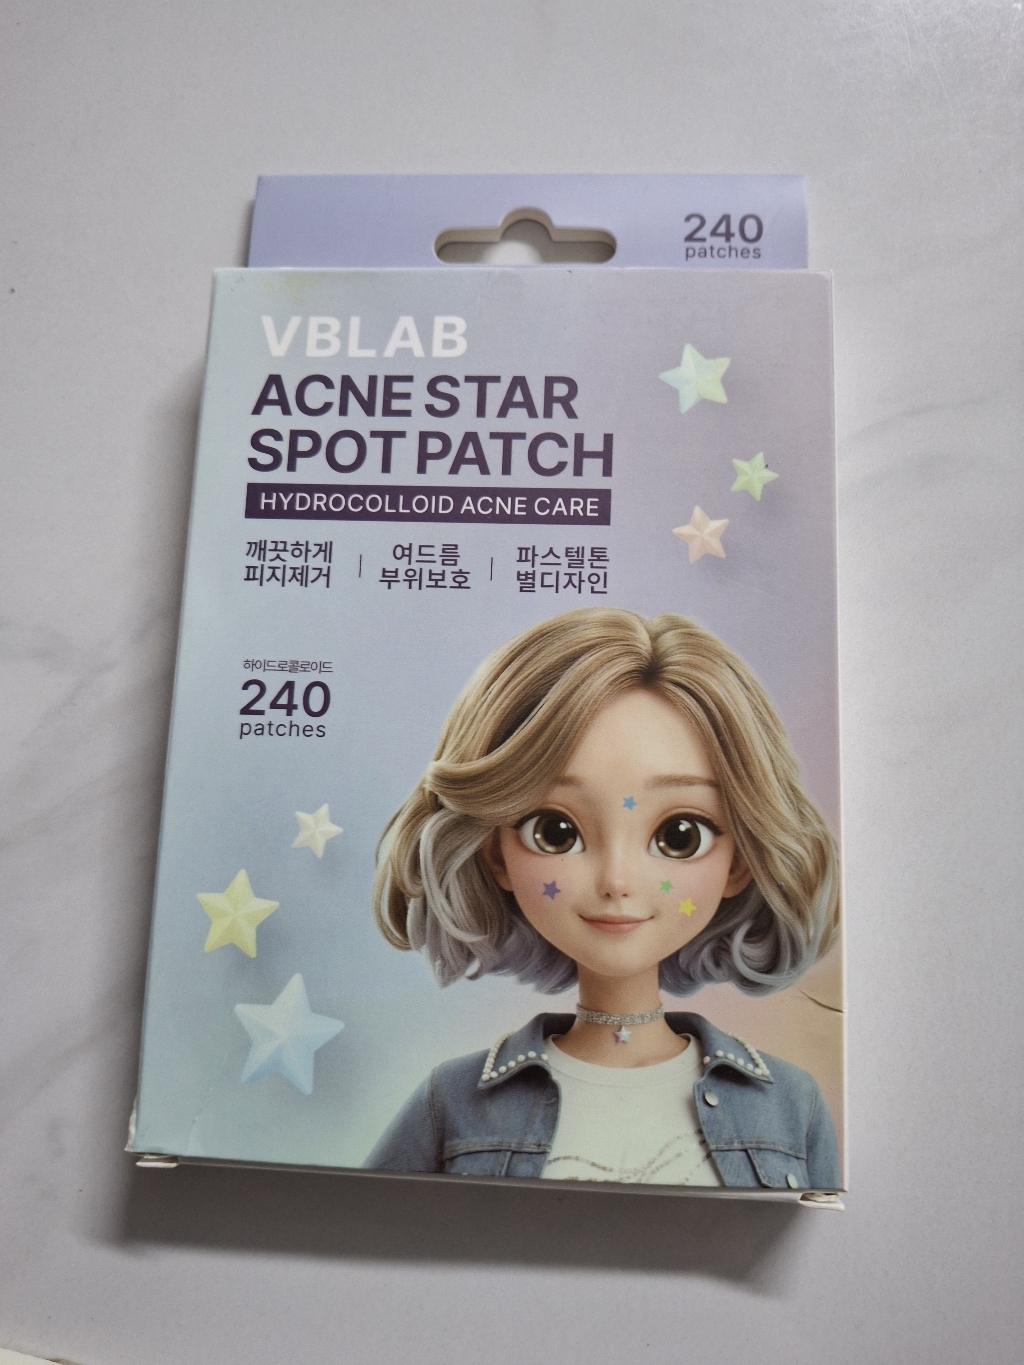 240
patches
VBLAB
ACNE STAR
SPOT PATCH
HYDROCOLLOID ACNE CARE
깨끗하게
피지제거
여드름
부위보호
파스텔톤
별디자인
하이드로콜로이드
240
patches